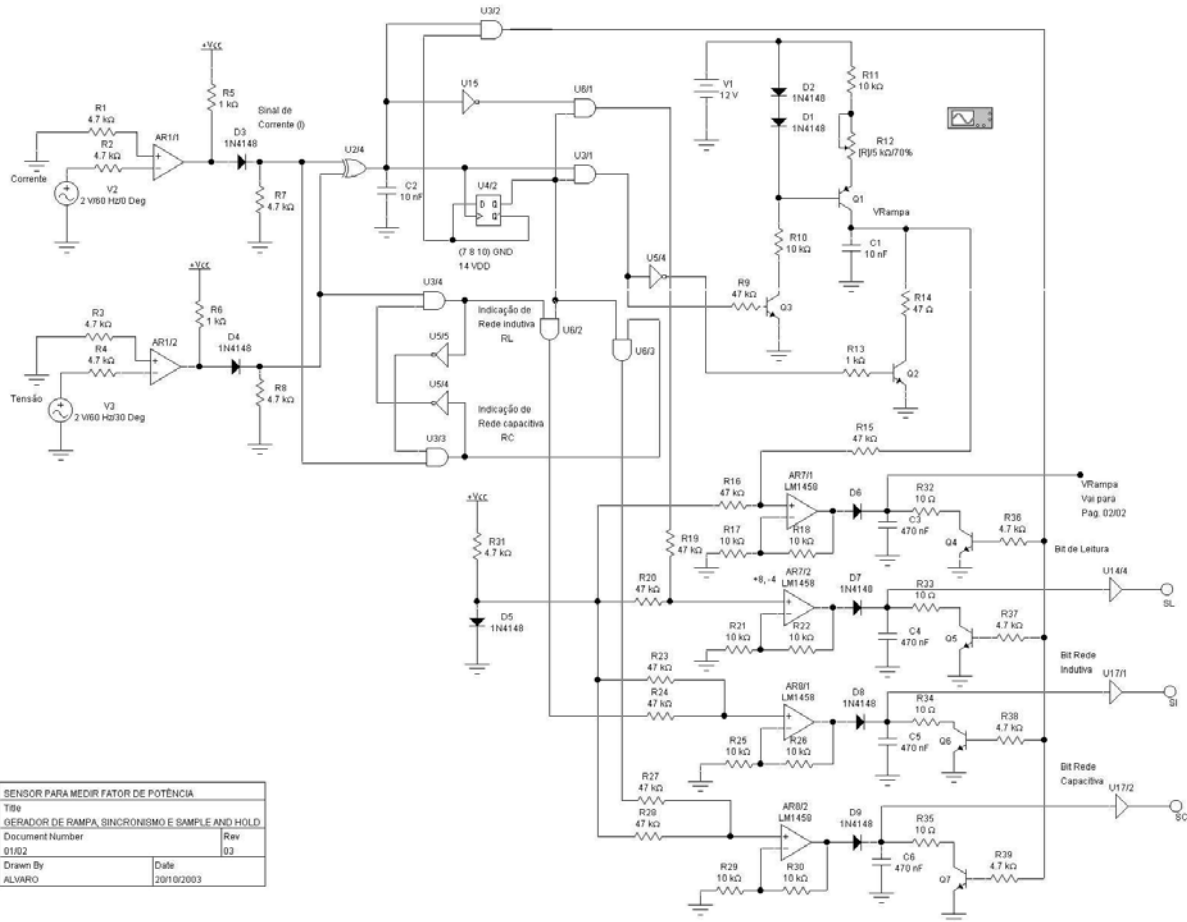 U3/2
+Vcc
R5
1 kΩ
Sinal de
Corrente (I)
R1
4.7 kΩ
R2
4.7 kΩ
AR1/1
D3
1N4148
Corrente
V2
2 V/60 Hz/0 Deg
R7
4.7 kΩ
U2/4
U15
U6/1
U3/1
C2
10 nF
U4/2
D Q
Q'
(7 8 10) GND
14 VDD
V1
12 V
D2
1N4148
D1
1N4148
R11
10 kΩ
R12
[R]/5 kΩ/70%
Q1
VRampa
R10
10 kΩ
C1
10 nF
U5/4
R9
47 kΩ
Q3
R14
47 Ω
R13
1 kΩ
Q2
+Vcc
R6
1 kΩ
R3
4.7 kΩ
R4
4.7 kΩ
AR1/2
D4
1N4148
Tensão
V3
2 V/60 Hz/30 Deg
R8
4.7 kΩ
U3/4
Indicação de
Rede indutiva
RL
U5/5
U5/4
Indicação de
Rede capacitiva
RC
U3/3
U6/2
U6/3
R15
47 kΩ
+Vcc
R31
4.7 kΩ
D5
1N4148
R16
47 kΩ
AR7/1
LM1458
R17
10 kΩ
R18
10 kΩ
D6
C3
470 nF
R32
10 Ω
Q4
R36
4.7 kΩ
VRampa
Vai para
Pag. 02/02
Bit de Leitura
R19
47 kΩ
R20
47 kΩ
+8, -4
AR7/2
LM1458
R21
10 kΩ
R22
10 kΩ
D7
1N4148
C4
470 nF
R33
10 Ω
Q5
R37
4.7 kΩ
U14/4
SL
Bit Rede
Indutiva
R23
47 kΩ
R24
47 kΩ
AR8/1
LM1458
R25
10 kΩ
R26
10 kΩ
D8
1N4148
C5
470 nF
R34
10 Ω
Q6
R38
4.7 kΩ
U17/1
SI
Bit Rede
Capacitiva
R27
47 kΩ
R28
47 kΩ
AR8/2
LM1458
R29
10 kΩ
R30
10 kΩ
D9
1N4148
C6
470 nF
R35
10 Ω
Q7
R39
4.7 kΩ
U17/2
SC
SENSOR PARA MEDIR FATOR DE POTÊNCIA
Title
GERADOR DE RAMPA, SINCRONISMO E SAMPLE AND HOLD
Document Number Rev
01/02 03
Drawn By Date
ALVARO 20/10/2003